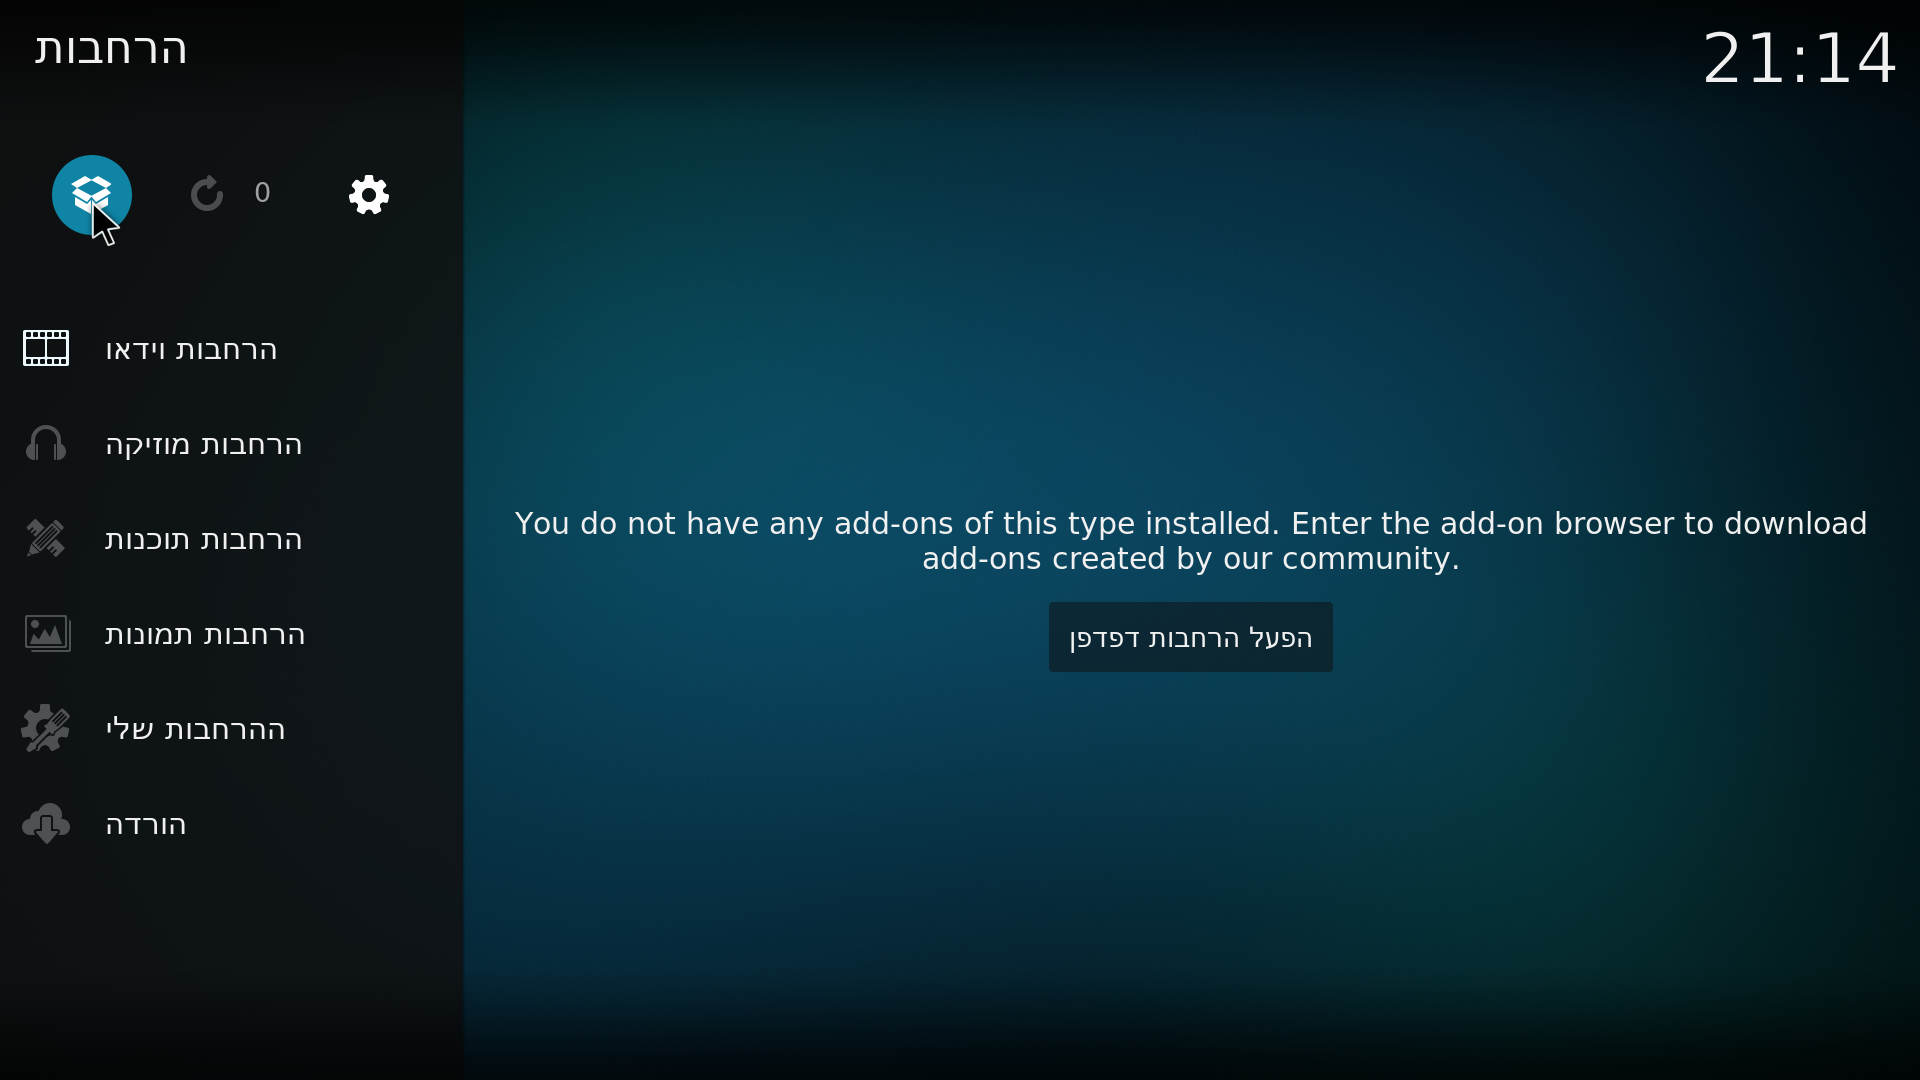 הרחבות
21:14
0
הרחבות וידאו
הרחבות מוזיקה
הרחבות תוכנות
הרחבות תמונות
ההרחבות שלי
הורדה
You do not have any add-ons of this type installed. Enter the add-on browser to download
add-ons created by our community.
הפעל הרחבות דפדפן